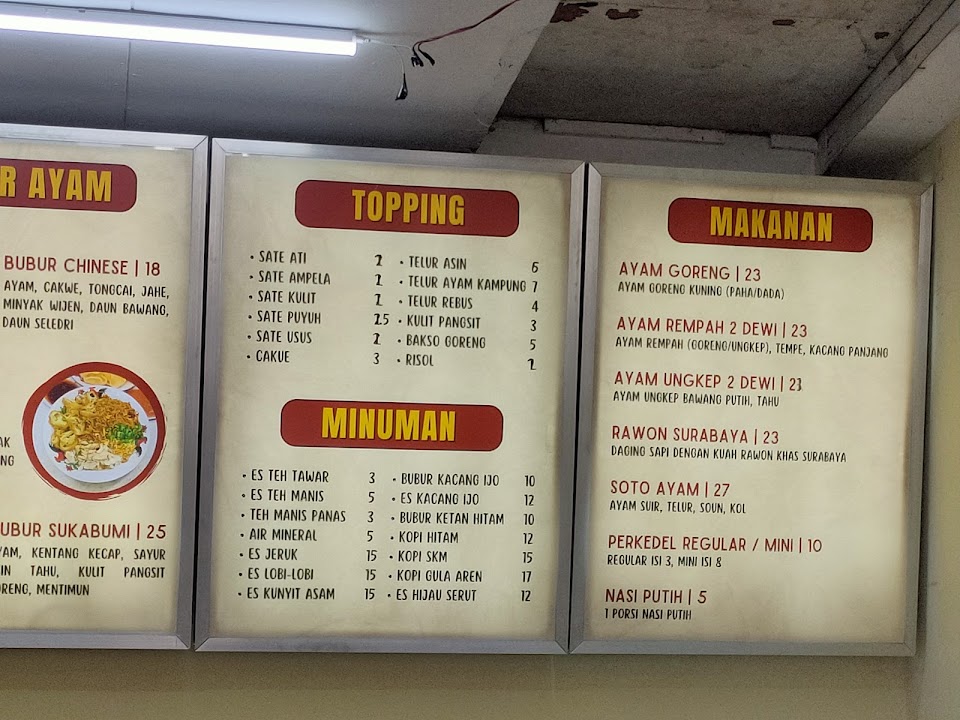 R AYAM
BUBUR CHINESE | 18
AYAM, CAKWE, TONGCAI, JAHE,
MINYAK WIJEN, DAUN BAWANG,
DAUN SELEDRI
AK
NG
UBUR SUKABUMI | 25
YAM, KENTANG KECAP, SAYUR
IN TAHU, KULIT PANGSIT
ORENG, MENTIMUN
TOPPING
• SATE ATI 2
• SATE AMPELA 2
• SATE KULIT 2
• SATE PUYUH 2.5
• SATE USUS 2
• CAKUE 3
• TELUR ASIN 6
• TELUR AYAM KAMPUNG 7
• TELUR REBUS 4
• KULIT PANGSIT 3
• BAKSO GORENG 5
• RISOL 2
MINUMAN
• ES TEH TAWAR 3
• ES TEH MANIS 5
• TEH MANIS PANAS 3
• AIR MINERAL 5
• ES JERUK 15
• ES LOBI-LOBI 15
• ES KUNYIT ASAM 15
• BUBUR KACANG IJO 10
• ES KACANG IJO 12
• BUBUR KETAN HITAM 10
• KOPI HITAM 12
• KOPI SKM 15
• KOPI GULA AREN 17
• ES HIJAU SERUT 12
MAKANAN
AYAM GORENG | 23
AYAM GORENG KUNING (PAHA/DADA)
AYAM REMPAH 2 DEWI | 23
AYAM REMPAH (GORENG/UNGKEP), TEMPE, KACANG PANJANG
AYAM UNGKEP 2 DEWI | 23
AYAM UNGKEP BAWANG PUTIH, TAHU
RAWON SURABAYA | 23
DAGING SAPI DENGAN KUAH RAWON KHAS SURABAYA
SOTO AYAM | 27
AYAM SUIR, TELUR, SOUN, KOL
PERKEDEL REGULAR / MINI | 10
REGULAR ISI 3, MINI ISI 8
NASI PUTIH | 5
1 PORSI NASI PUTIH